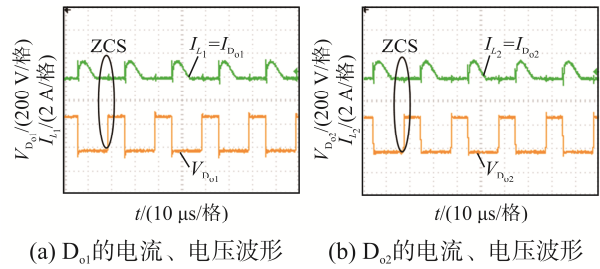 V_Do1/(200 V/格)
I_L1/(2 A/格)
ZCS
I_L1=I_Do1
V_Do1
t/(10 μs/格)
(a) D_o1的电流、电压波形
V_Do2/(200 V/格)
I_L2/(2 A/格)
ZCS
I_L2=I_Do2
V_Do2
t/(10 μs/格)
(b) D_o2的电流、电压波形